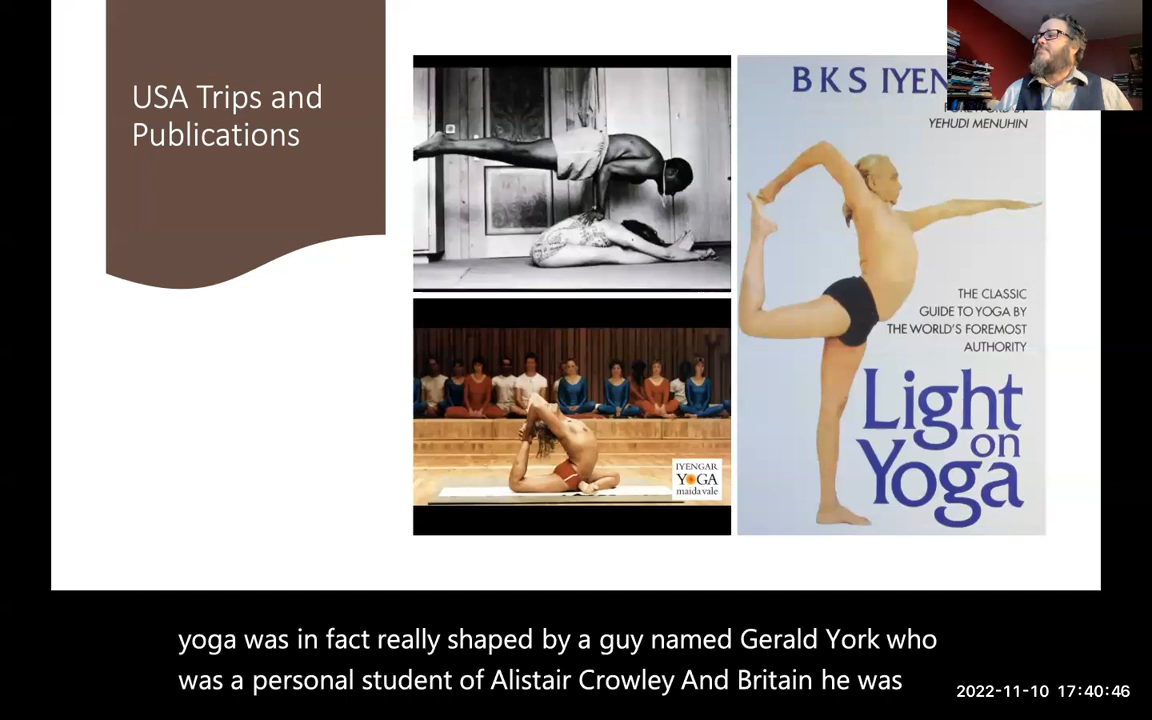 USA Trips and
Publications
BKS IYEN
YEHUDI MENUHIN
THE CLASSIC
GUIDE TO YOGA BY
THE WORLD'S FOREMOST
AUTHORITY
Light
on
Yoga
IYENGAR
YOGA
maida vale
yoga was in fact really shaped by a guy named Gerald York who
was a personal student of Alistair Crowley And Britain he was
2022-11-10 17:40:46